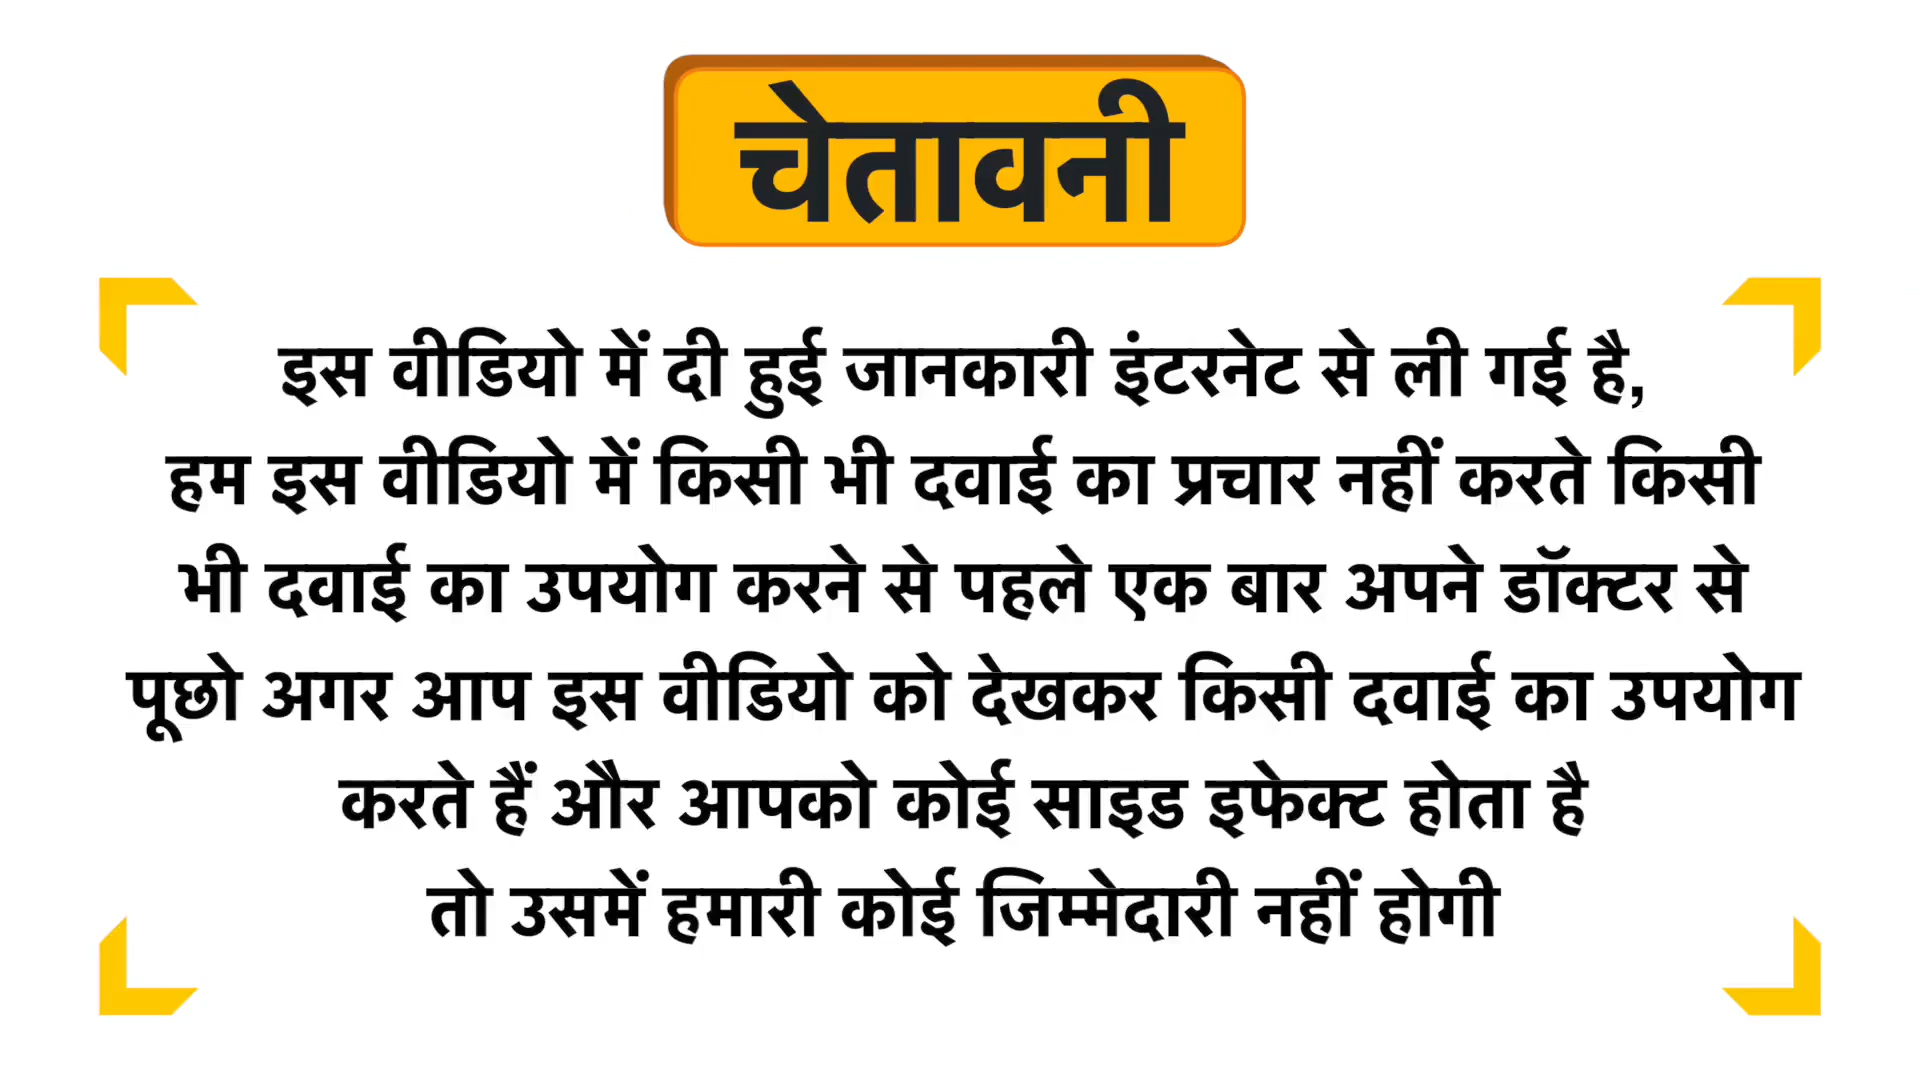 चेतावनी
इस वीडियो में दी हुई जानकारी इंटरनेट से ली गई है,
हम इस वीडियो में किसी भी दवाई का प्रचार नहीं करते किसी
भी दवाई का उपयोग करने से पहले एक बार अपने डॉक्टर से
पूछो अगर आप इस वीडियो को देखकर किसी दवाई का उपयोग
करते हैं और आपको कोई साइड इफेक्ट होता है
तो उसमें हमारी कोई जिम्मेदारी नहीं होगी